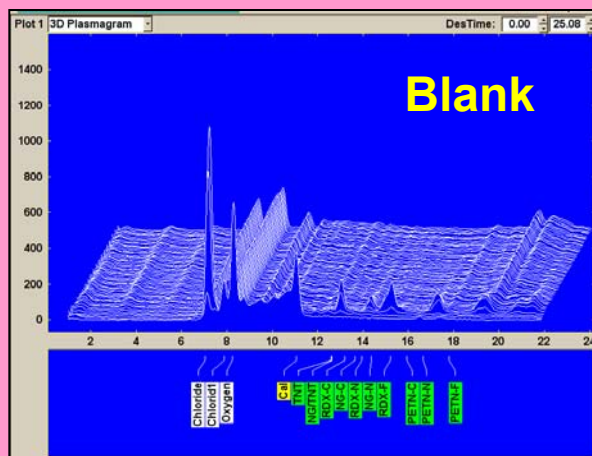 Plot 1 3D Plasmagram DesTime: 0.00 25.08
Blank
1400
1200
1000
800
600
400
200
0
2 4 6 8 10 12 14 16 18 20 22 24
Chloride
Chlorid1
Oxygen
Cal
TNT
NG/TNT
RDX-C
NG-C
RDX-N
NG-N
RDX-F
PETN-C
PETN-N
PETN-F